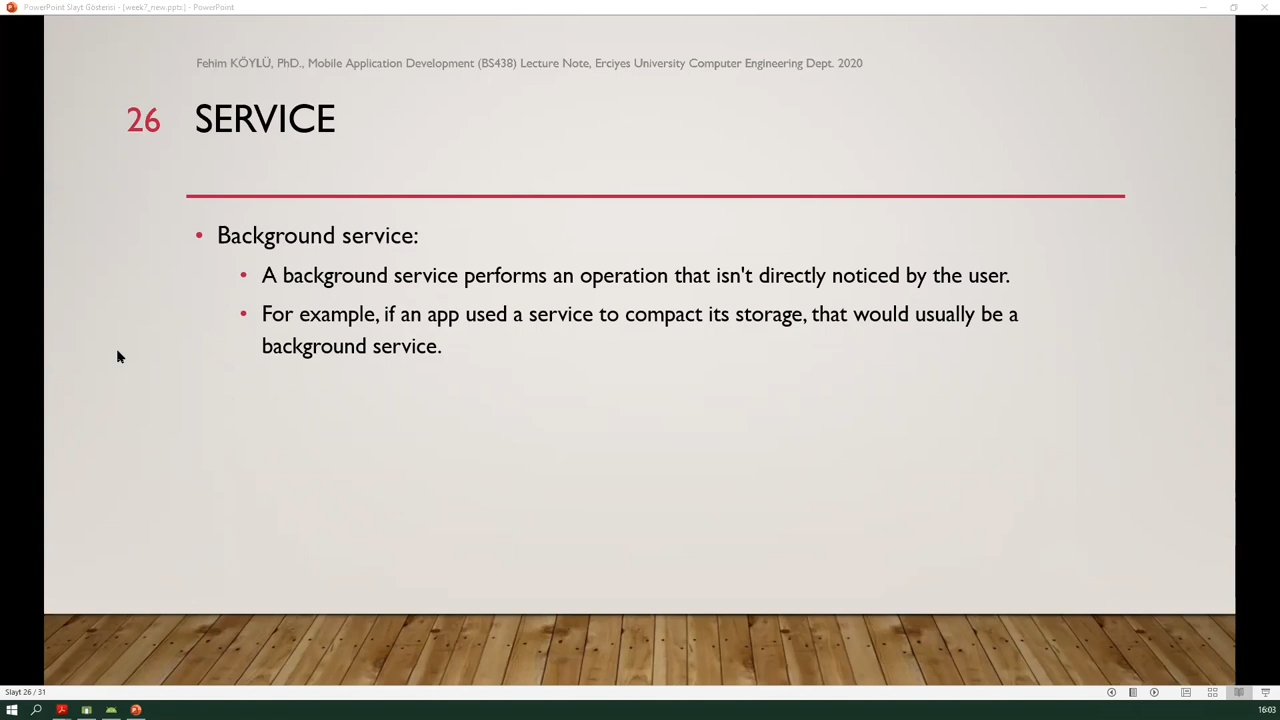 PowerPoint Slayt Gösterisi - [week7_new.pptx] - PowerPoint
Fehim KÖYLÜ, PhD., Mobile Application Development (BS438) Lecture Note, Erciyes University Computer Engineering Dept. 2020
26 SERVICE
• Background service:
• A background service performs an operation that isn't directly noticed by the user.
• For example, if an app used a service to compact its storage, that would usually be a
background service.
Slayt 26 / 31
16:03